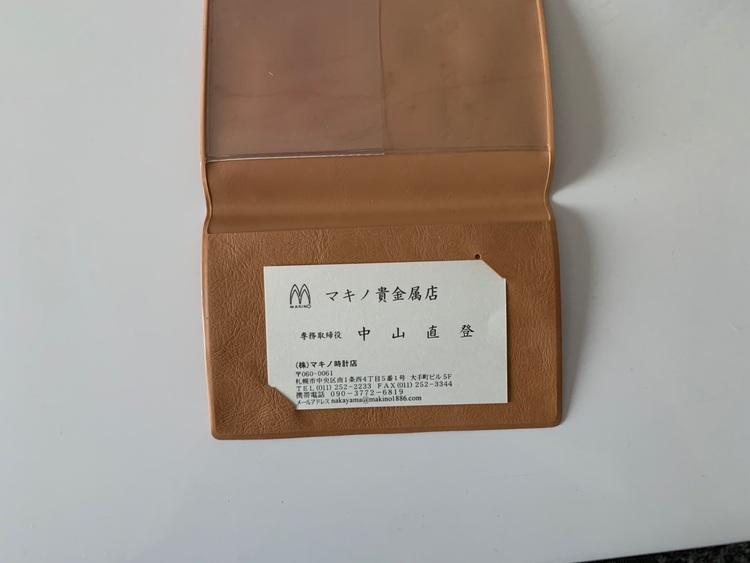 MAKINO
マキノ貴金属店
専務取締役 中山直登
(株)マキノ時計店
〒060-0061
札幌市中央区南1条西4丁目5番1号 大手町ビル5F
TEL(011)252-2233 FAX(011)252-3344
携帯電話 090-3772-6819
メールアドレス nakayama@makino1886.com